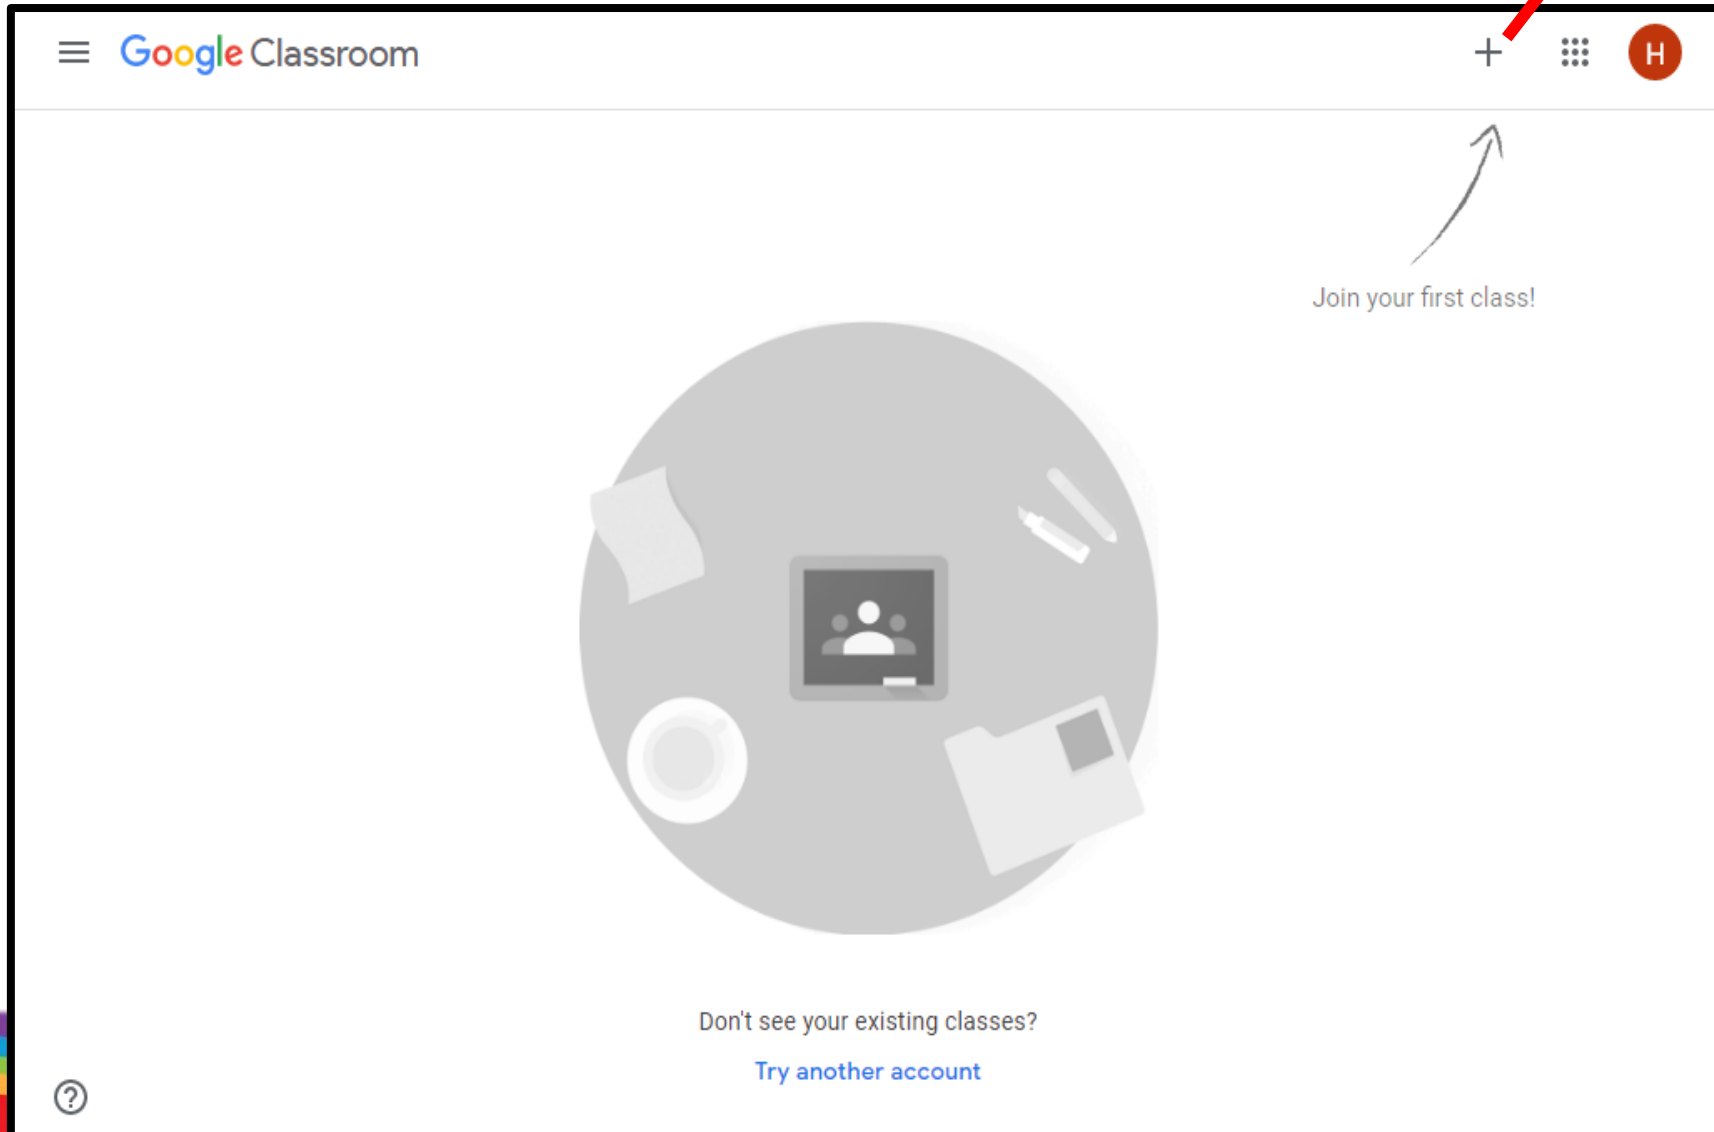 Google Classroom
H
Join your first class!
Don't see your existing classes?
Try another account